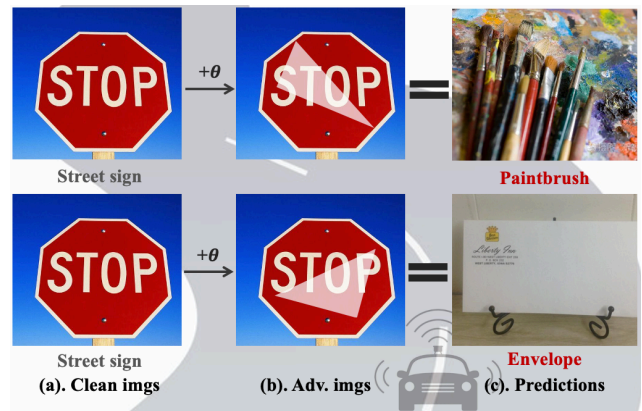 STOP
+θ
STOP
=
Street sign
Paintbrush
STOP
+θ
STOP
=
Liberty Inn
Street sign
Envelope
(a). Clean imgs
(b). Adv. imgs
(c). Predictions